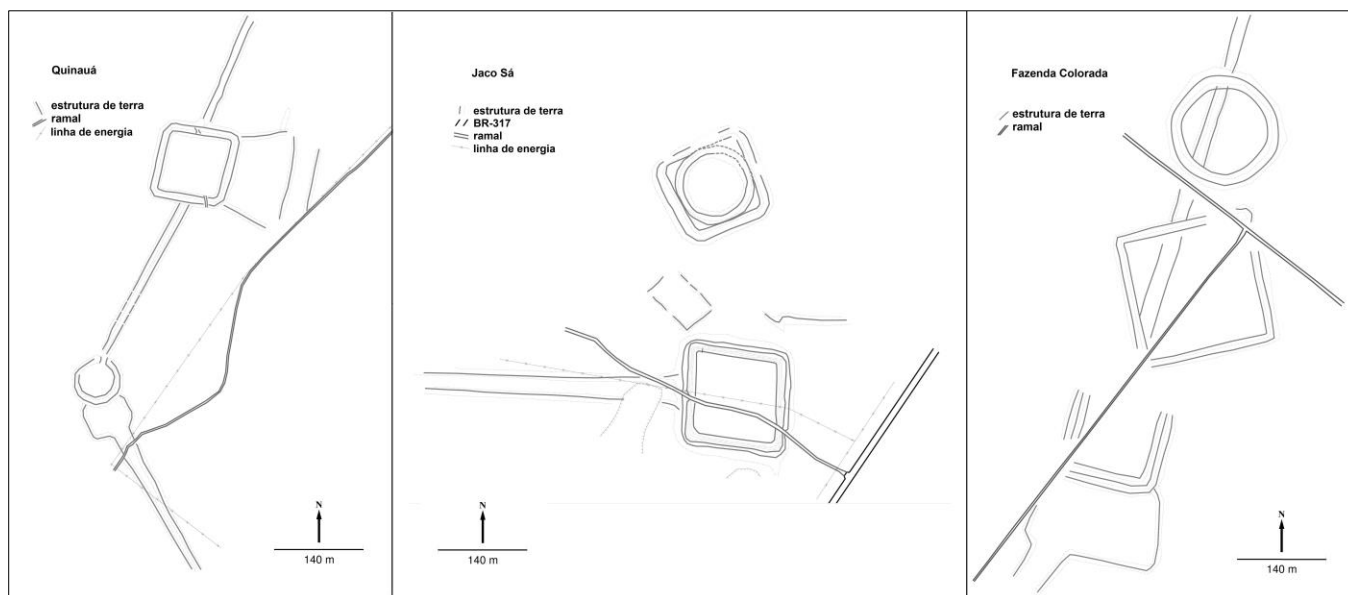 Quinauá
estrutura de terra
ramal
linha de energia
N
140 m
Jaco Sá
estrutura de terra
BR-317
ramal
linha de energia
N
140 m
Fazenda Colorada
estrutura de terra
ramal
N
140 m